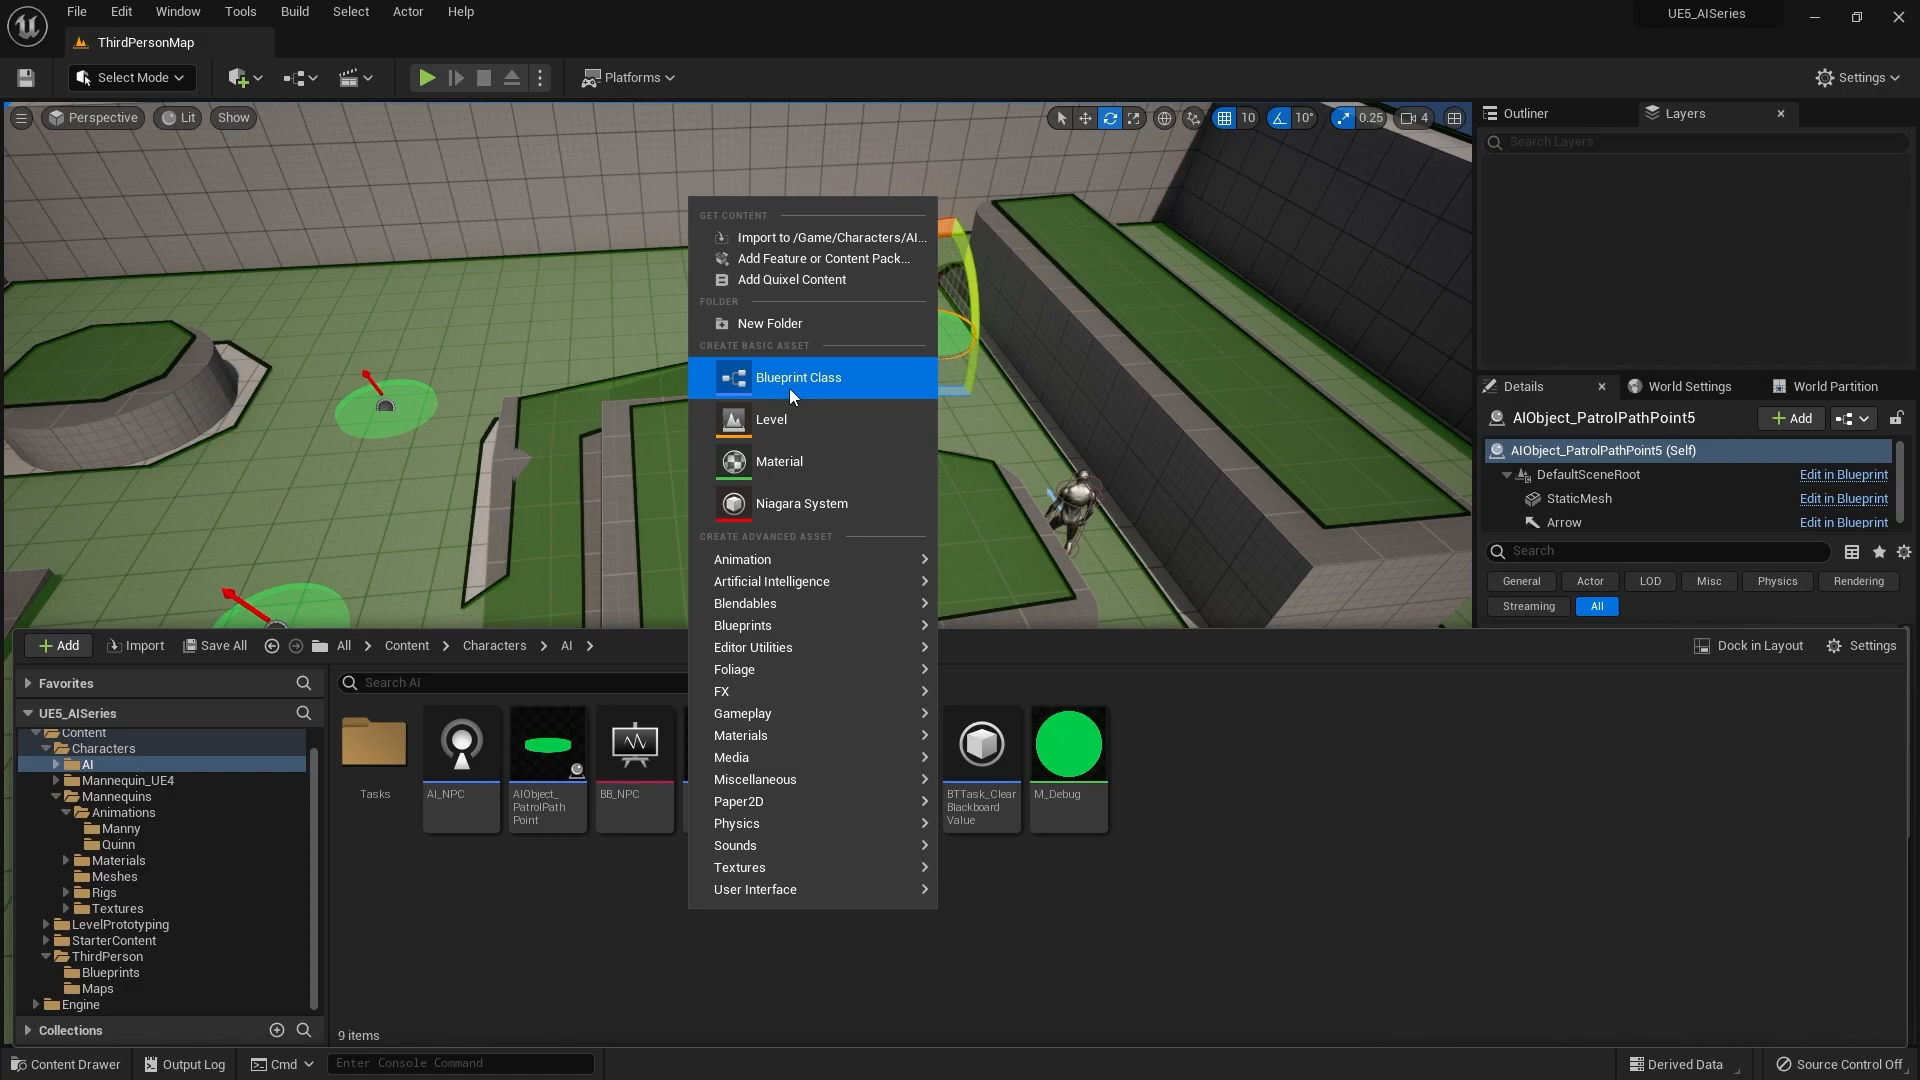 File Edit Window Tools Build Select Actor Help
UE5_AISeries
ThirdPersonMap
Select Mode
Platforms
Settings
Perspective
Lit
Show
10
10°
0.25
4
Outliner
Layers
Search Layers
GET CONTENT
Import to /Game/Characters/AI...
Add Feature or Content Pack...
Add Quixel Content
FOLDER
New Folder
CREATE BASIC ASSET
Blueprint Class
Level
Material
Niagara System
CREATE ADVANCED ASSET
Animation
Artificial Intelligence
Blendables
Blueprints
Editor Utilities
Foliage
FX
Gameplay
Materials
Media
Miscellaneous
Paper2D
Physics
Sounds
Textures
User Interface
Details
World Settings
World Partition
AIObject_PatrolPathPoint5
Add
AIObject_PatrolPathPoint5 (Self)
DefaultSceneRoot Edit in Blueprint
StaticMesh Edit in Blueprint
Arrow Edit in Blueprint
Search
General Actor LOD Misc Physics Rendering
Streaming All
Add Import Save All All Content Characters AI
Dock in Layout Settings
Favorites
UE5_AISeries
Content
Characters
AI
Mannequin_UE4
Mannequins
Animations
Manny
Quinn
Materials
Meshes
Rigs
Textures
LevelPrototyping
StarterContent
ThirdPerson
Blueprints
Maps
Engine
Collections
Search AI
Tasks
AI_NPC
AIObject_
PatrolPath
Point
BB_NPC
BTTask_Clear
Blackboard
Value
M_Debug
9 items
Content Drawer
Output Log
Cmd
Enter Console Command
Derived Data
Source Control Off